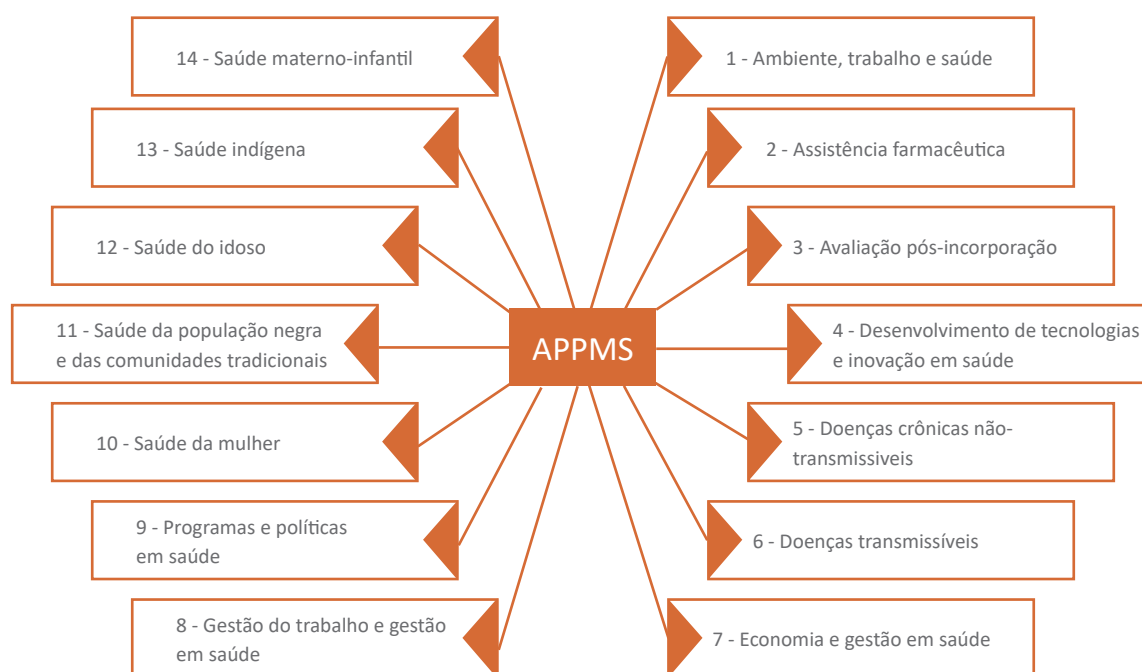 14 - Saúde materno-infantil
1 - Ambiente, trabalho e saúde
13 - Saúde indígena
2 - Assistência farmacêutica
12 - Saúde do idoso
3 - Avaliação pós-incorporação
11 - Saúde da população negra
e das comunidades tradicionais
APPMS
4 - Desenvolvimento de tecnologias
e inovação em saúde
10 - Saúde da mulher
5 - Doenças crônicas não-
transmissiveis
9 - Programas e políticas
em saúde
6 - Doenças transmissíveis
8 - Gestão do trabalho e gestão
em saúde
7 - Economia e gestão em saúde